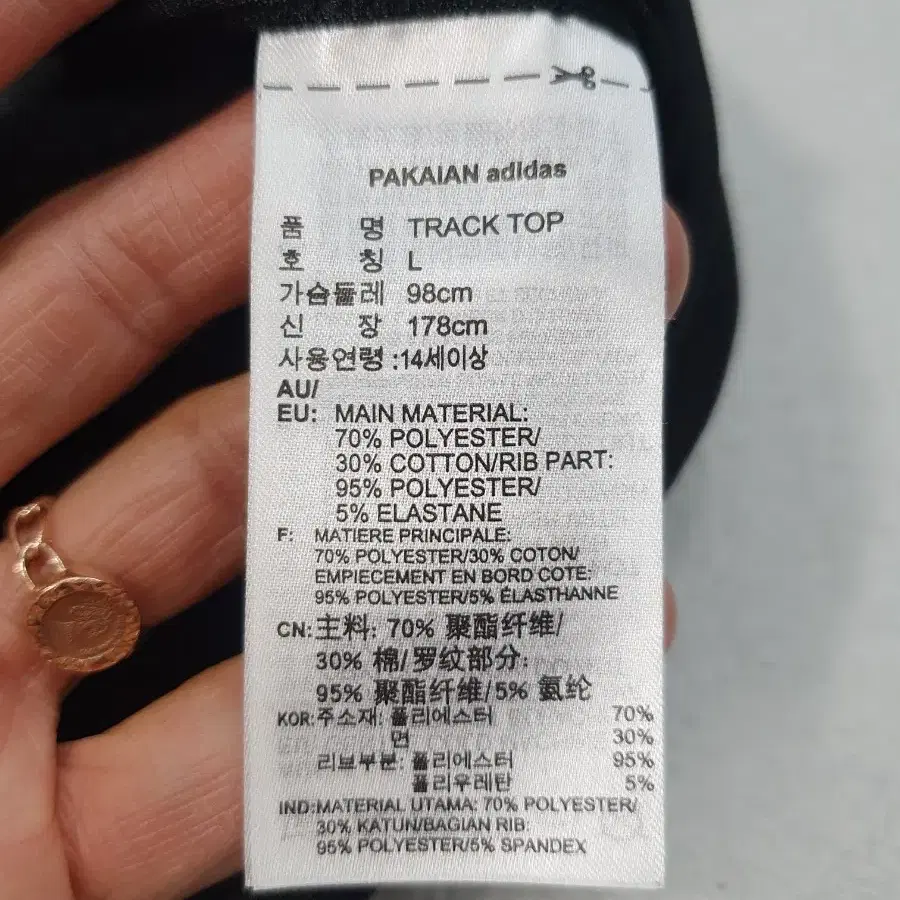 PAKAIAN adidas
품 명 TRACK TOP
호 칭 L
가슴둘레 98cm
신 장 178cm
사용연령 :14세이상
AU/
EU: MAIN MATERIAL:
70% POLYESTER/
30% COTTON/RIB PART:
95% POLYESTER/
5% ELASTANE
F: MATIERE PRINCIPALE:
70% POLYESTER/30% COTON/
EMPIECEMENT EN BORD COTE:
95% POLYESTER/5% ÉLASTHANNE
CN:主料: 70% 聚酯纤维/
30% 棉/罗纹部分:
95% 聚酯纤维/5% 氨纶
KOR:주소재: 폴리에스터 70%
면 30%
리브부분: 폴리에스터 95%
폴리우레탄 5%
IND:MATERIAL UTAMA: 70% POLYESTER/
30% KATUN/BAGIAN RIB:
95% POLYESTER/5% SPANDEX